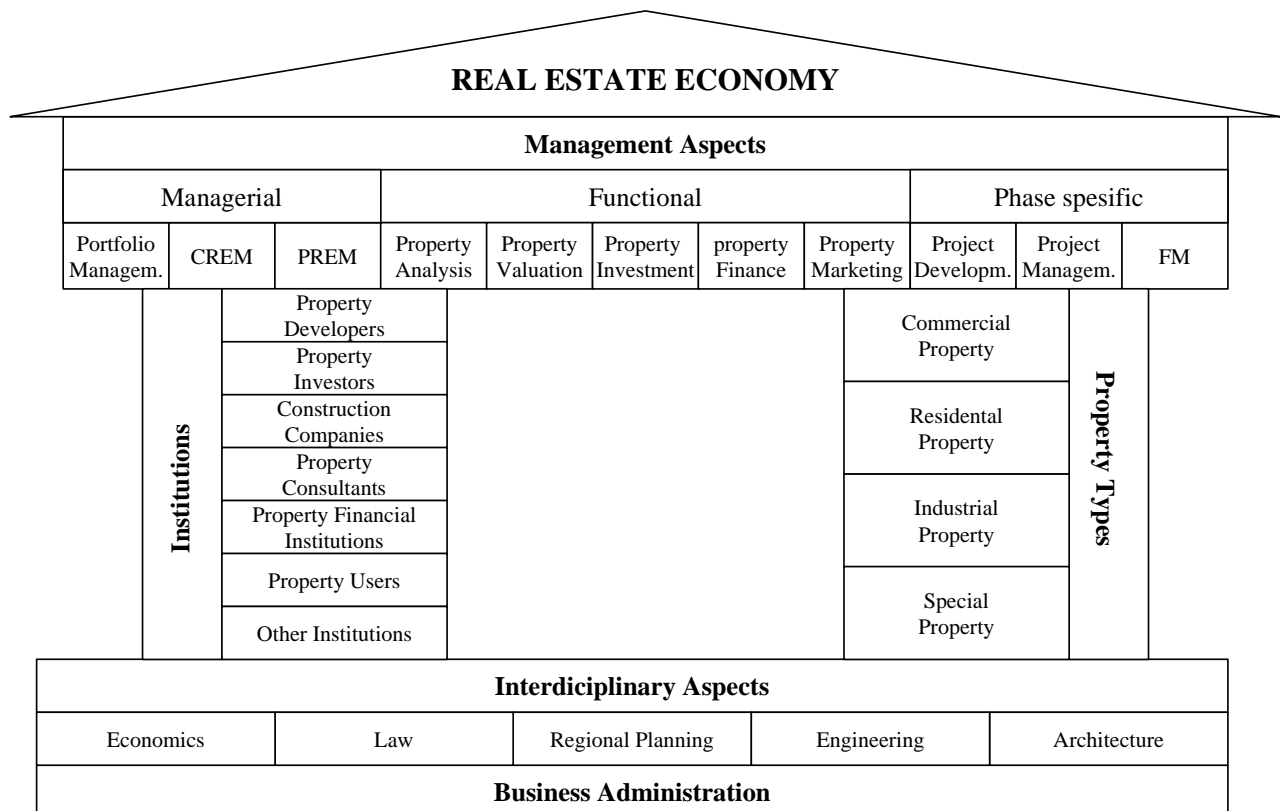 REAL ESTATE ECONOMY
Management Aspects
Managerial
Functional
Phase spesific
Portfolio
Managem.
CREM
PREM
Property
Analysis
Property
Valuation
Property
Investment
property
Finance
Property
Marketing
Project
Developm.
Project
Managem.
FM
Institutions
Property
Developers
Property
Investors
Construction
Companies
Property
Consultants
Property Financial
Institutions
Property Users
Other Institutions
Commercial
Property
Residental
Property
Industrial
Property
Special
Property
Property Types
Interdiciplinary Aspects
Economics
Law
Regional Planning
Engineering
Architecture
Business Administration